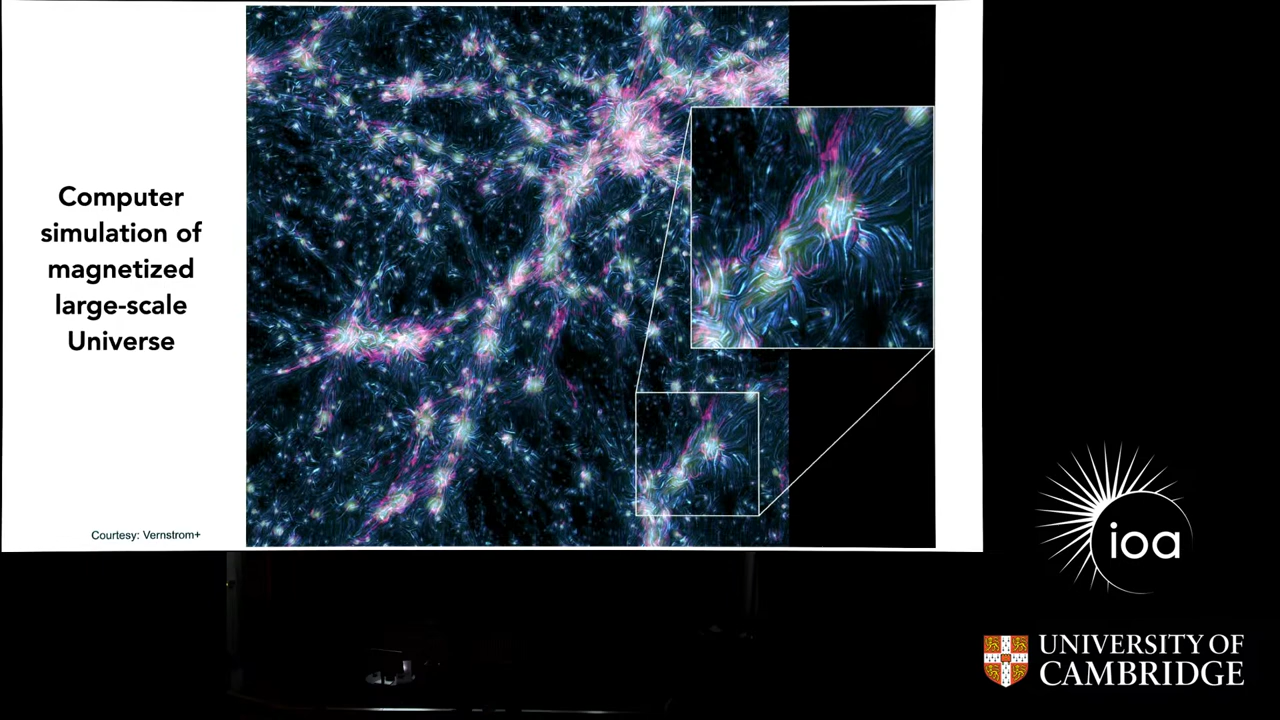 Computer
simulation of
magnetized
large-scale
Universe
Courtesy: Vernstrom+
ioa
UNIVERSITY OF
CAMBRIDGE